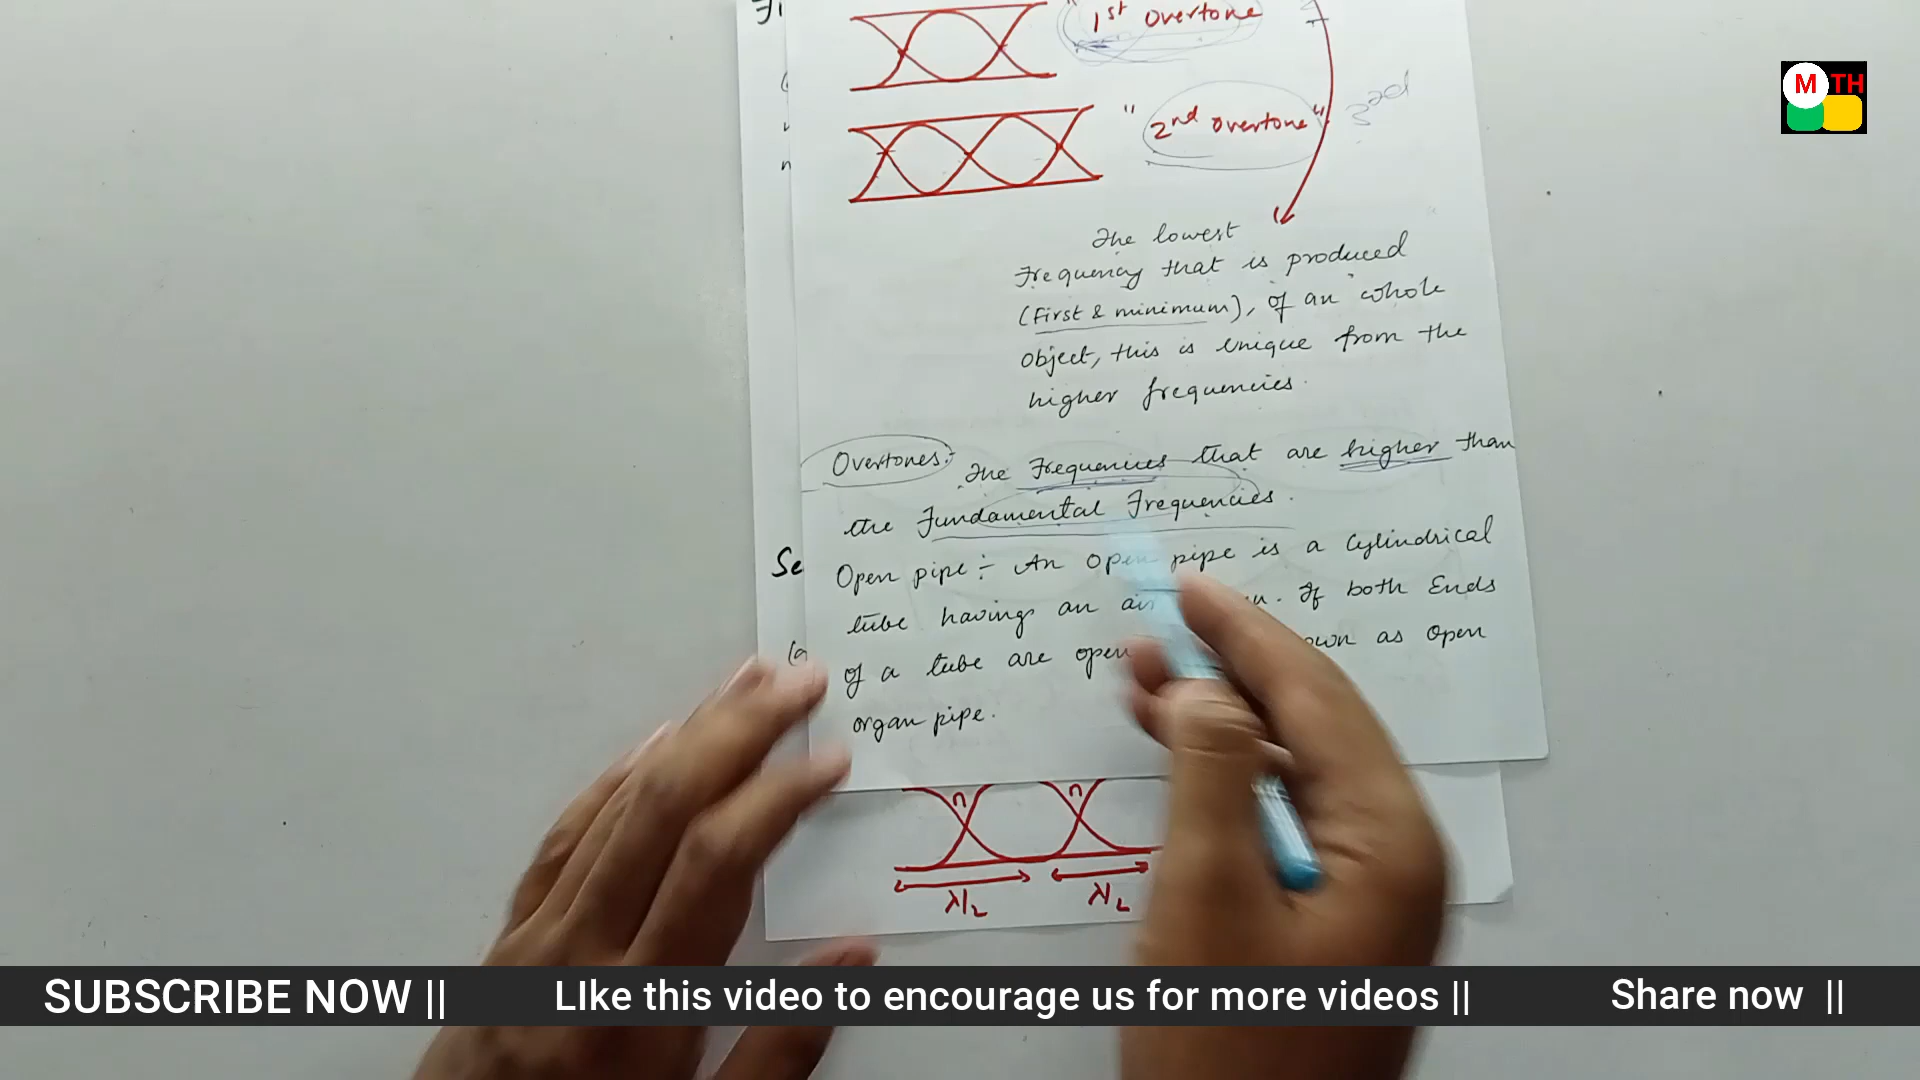 1st overtone
"2nd overtone"
The lowest
Frequency that is produced
(First & minimum), of an whole
object, this is unique from the
higher frequencies.
Overtones:- The Frequencies that are higher than
the Fundamental Frequencies.
Open pipe ÷ An open pipe is a Cylindrical
tube having an air If both Ends
of a tube are open as Open
organ pipe.
Se
(a
n n
λ/2 λ/2
M TH
SUBSCRIBE NOW || LIke this video to encourage us for more videos || Share now ||